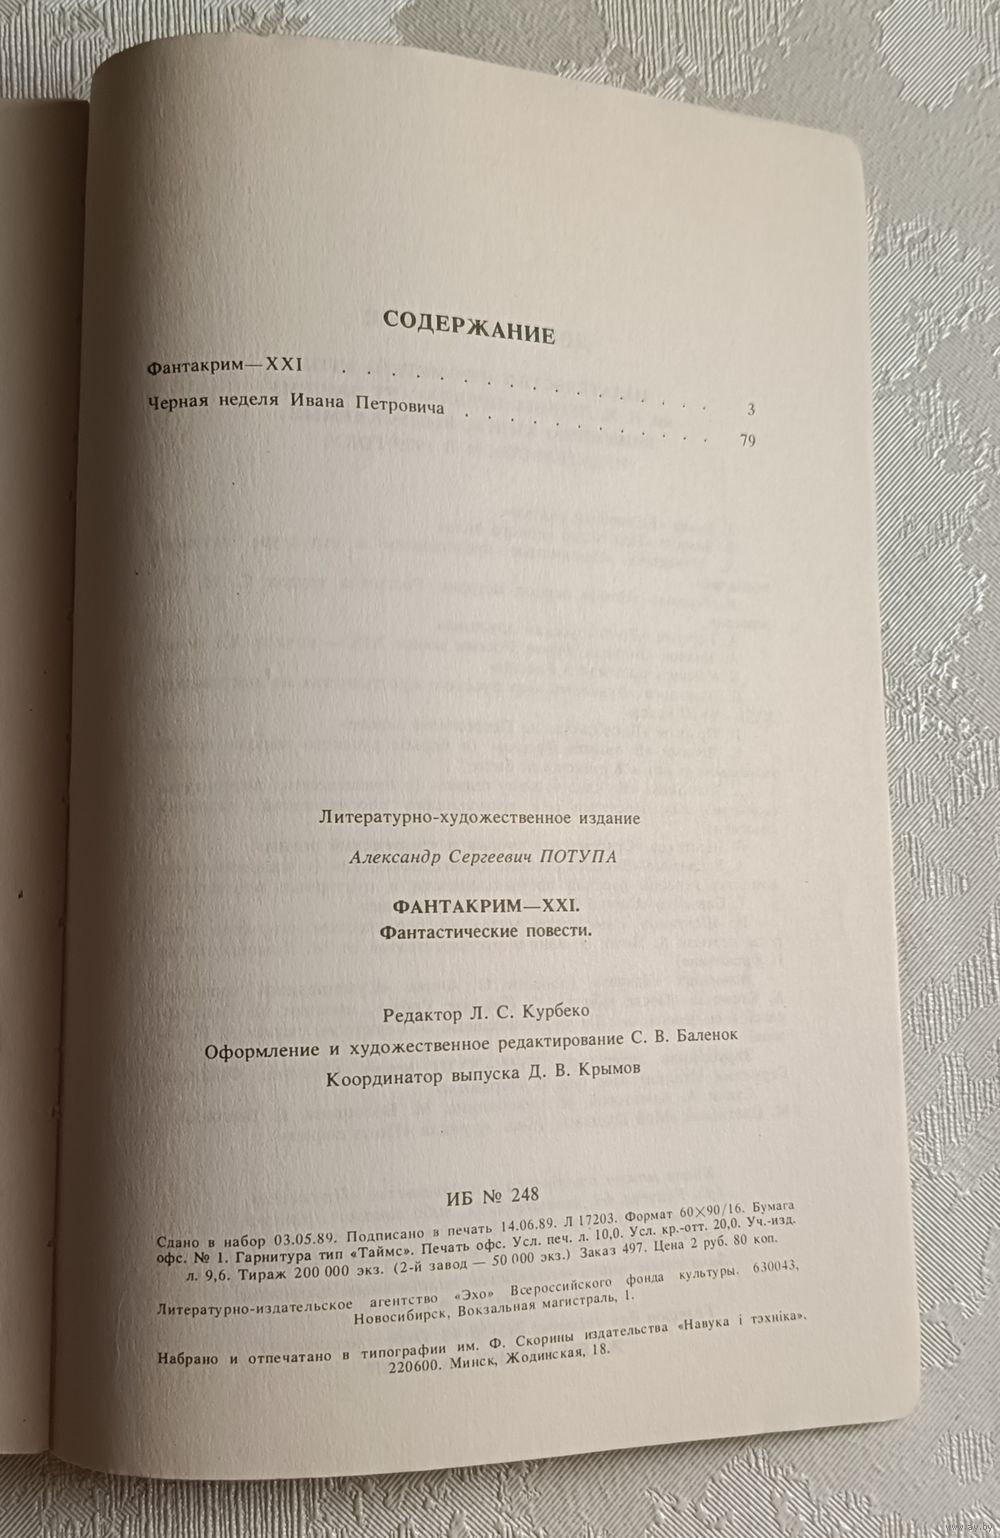 СОДЕРЖАНИЕ
Фантакрим—XXI . . . . . . . . . . . . . . . . . . 3
Черная неделя Ивана Петровича . . . . . . . . . . . . 79
Литературно-художественное издание
Александр Сергеевич ПОТУПА
ФАНТАКРИМ—XXI.
Фантастические повести.
Редактор Л. С. Курбеко
Оформление и художественное редактирование С. В. Баленок
Координатор выпуска Д. В. Крымов
ИБ № 248
Сдано в набор 03.05.89. Подписано в печать 14.06.89. Л 17203. Формат 60×90/16. Бумага
офс. № 1. Гарнитура тип «Таймс». Печать офс. Усл. печ. л. 10,0. Усл. кр.-отт. 20,0. Уч.-изд.
л. 9,6. Тираж 200 000 экз. (2-й завод — 50 000 экз.) Заказ 497. Цена 2 руб. 80 коп.
Литературно-издательское агентство «Эхо» Всероссийского фонда культуры. 630043,
Новосибирск, Вокзальная магистраль, 1.
Набрано и отпечатано в типографии им. Ф. Скорины издательства «Навука і тэхніка».
220600. Минск, Жодинская, 18.
www.ay.by